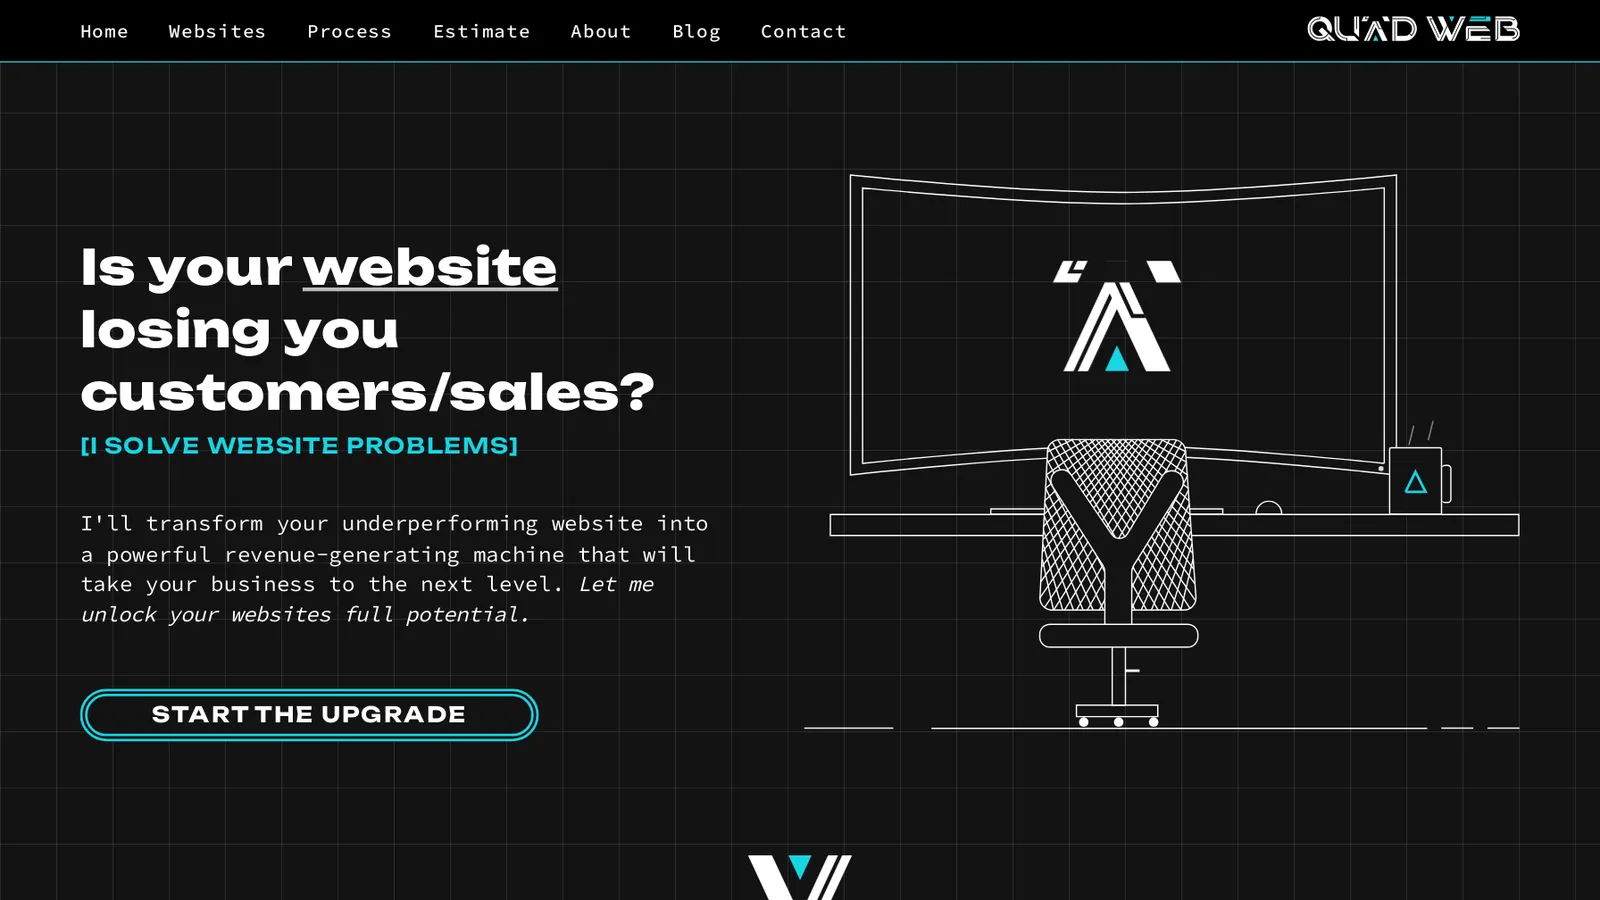 Home Websites Process Estimate About Blog Contact
QUAD WEB
Is your website
losing you
customers/sales?
[I SOLVE WEBSITE PROBLEMS]
I'll transform your underperforming website into
a powerful revenue-generating machine that will
take your business to the next level. Let me
unlock your websites full potential.
START THE UPGRADE